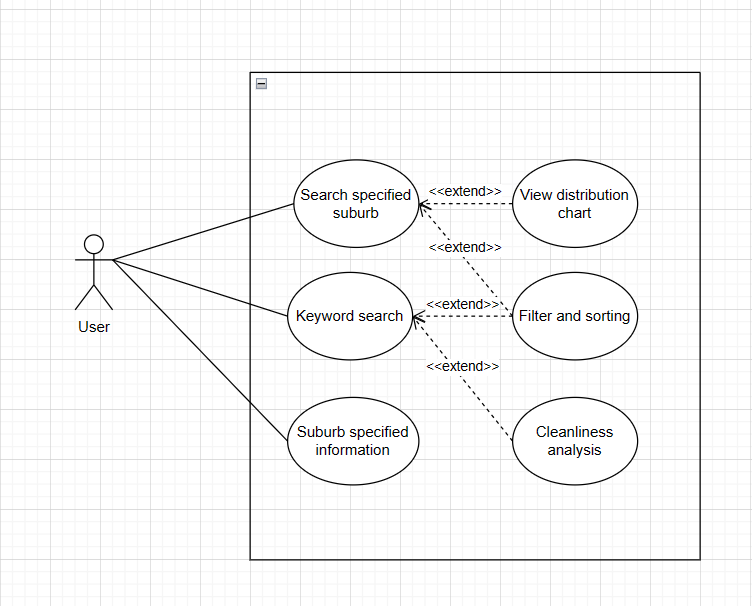 Search specified
suburb
<<extend>>
View distribution
chart
<<extend>>
User
Keyword search
<<extend>>
Filter and sorting
<<extend>>
Suburb specified
information
Cleanliness
analysis